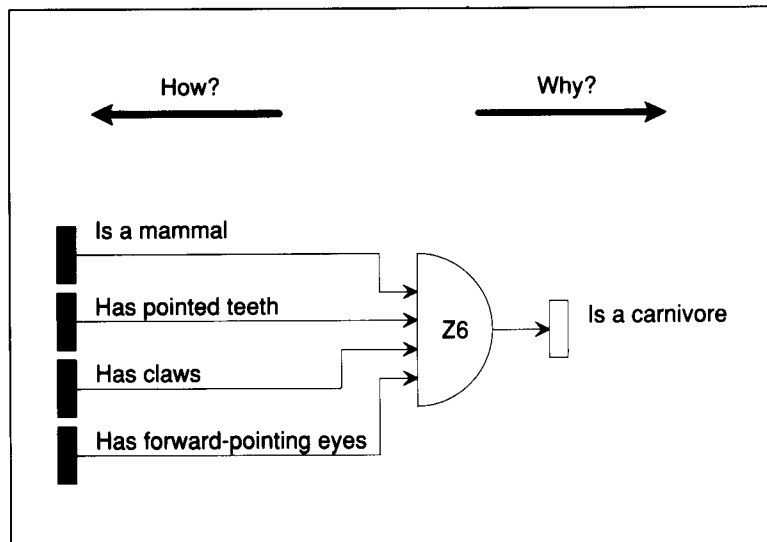 How?
Why?
Is a mammal
Has pointed teeth
Has claws
Has forward-pointing eyes
Z6
Is a carnivore